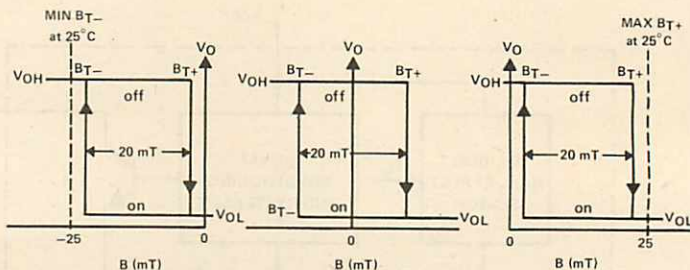 MIN BT−
at 25°C
VOH
BT−
BT+
VO
off
20 mT
on
VOL
−25
0
B (mT)
VO
VOH
BT−
BT+
off
20 mT
BT−
on
VOL
0
B (mT)
MAX BT+
at 25°C
VO
VOH
BT−
BT+
off
20 mT
on
VOL
0
25
B (mT)